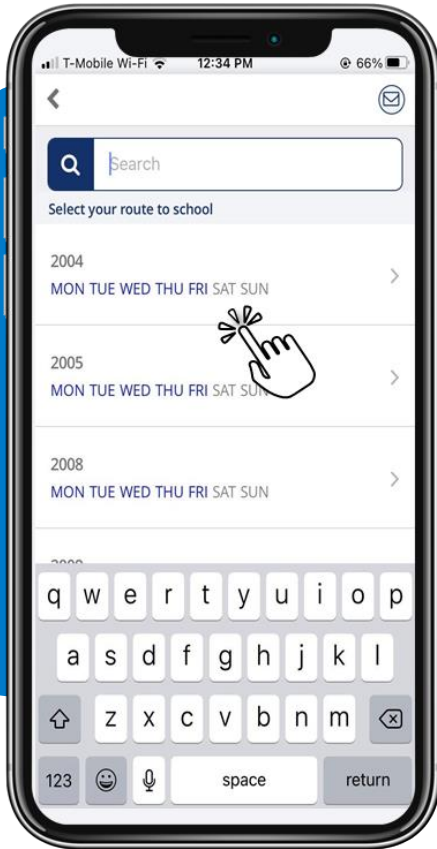 T-Mobile Wi-Fi 12:34 PM 66%
Search
Select your route to school
2004
MON TUE WED THU FRI SAT SUN
2005
MON TUE WED THU FRI SAT SUN
2008
MON TUE WED THU FRI SAT SUN
q w e r t y u i o p
a s d f g h j k l
z x c v b n m
123 space return